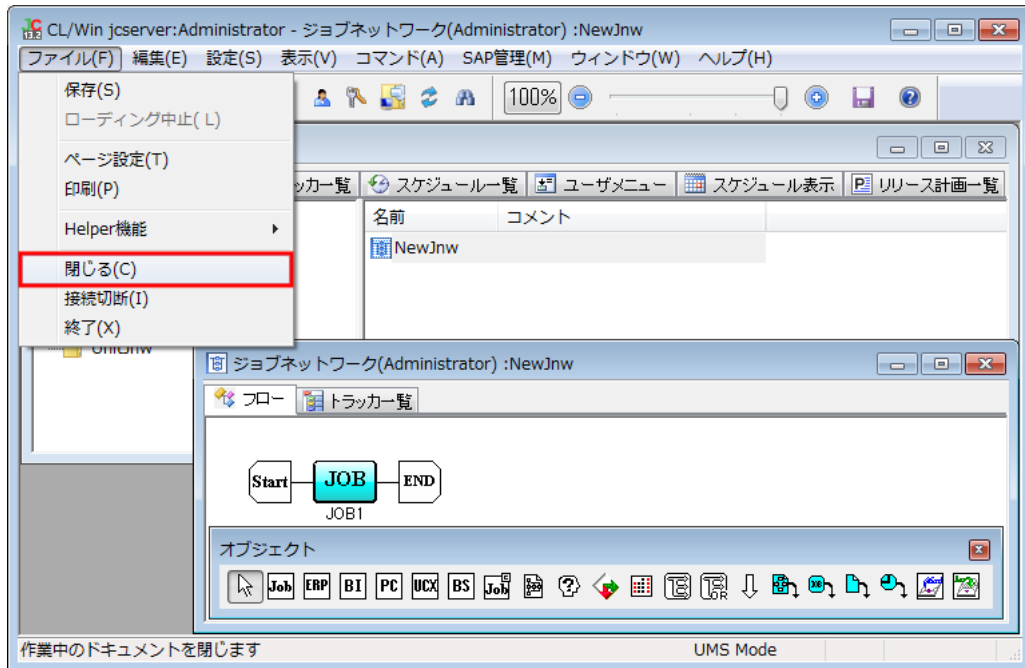 CL/Win jcserver:Administrator - ジョブネットワーク(Administrator) :NewJnw
ファイル(F) 編集(E) 設定(S) 表示(V) コマンド(A) SAP管理(M) ウィンドウ(W) ヘルプ(H)
保存(S)
ローディング中止( L)
ページ設定(T)
印刷(P)
Helper機能
閉じる(C)
接続切断(I)
終了(X)
100%
ッカ一覧 スケジュール一覧 ユーザメニュー スケジュール表示 リリース計画一覧
名前 コメント
NewJnw
ジョブネットワーク(Administrator) :NewJnw
フロー トラッカ一覧
Start JOB END
JOB1
オブジェクト
Job ERP BI PC UCX BS Job
作業中のドキュメントを閉じます UMS Mode